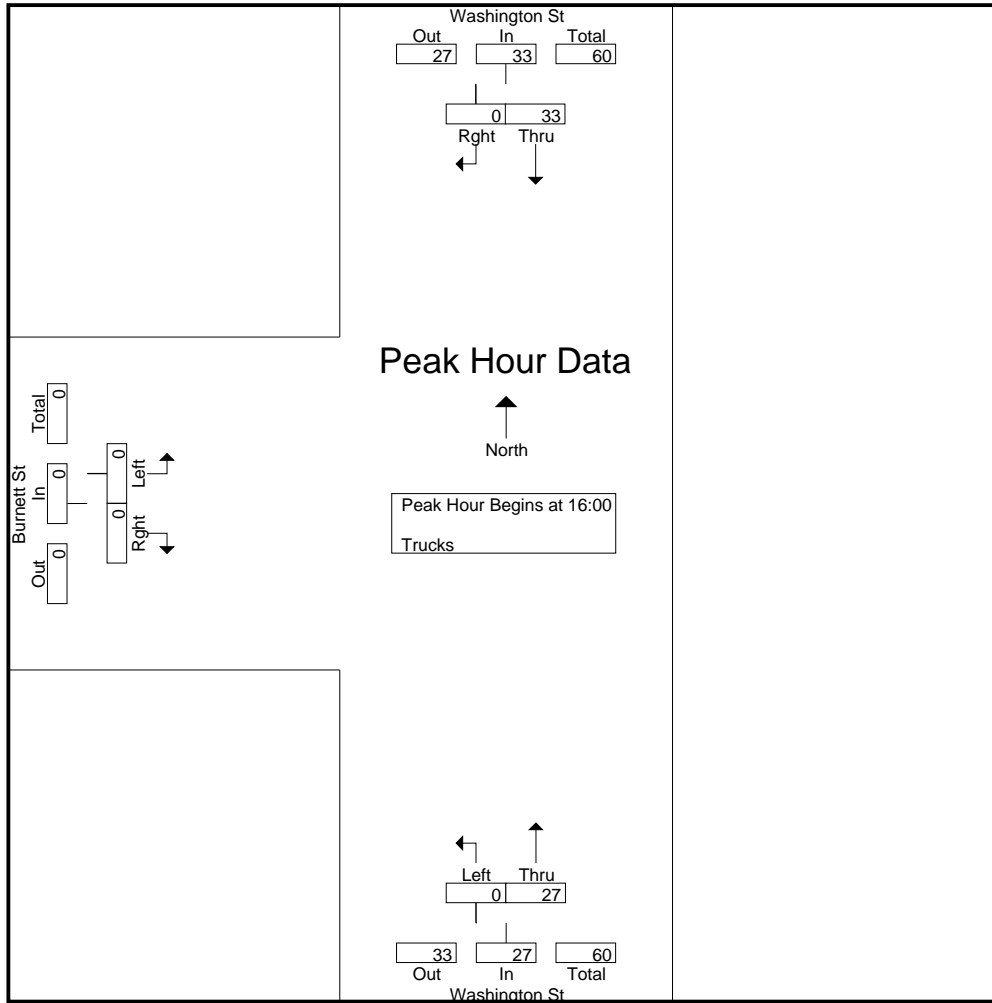 Washington St
Out In Total
27 33 60
0 33
Rght Thru
Peak Hour Data
North
Peak Hour Begins at 16:00
Trucks
Burnett St
Out In Total
0 0 0
Rght Left
0 0
Left Thru
0 27
33 27 60
Out In Total
Washington St